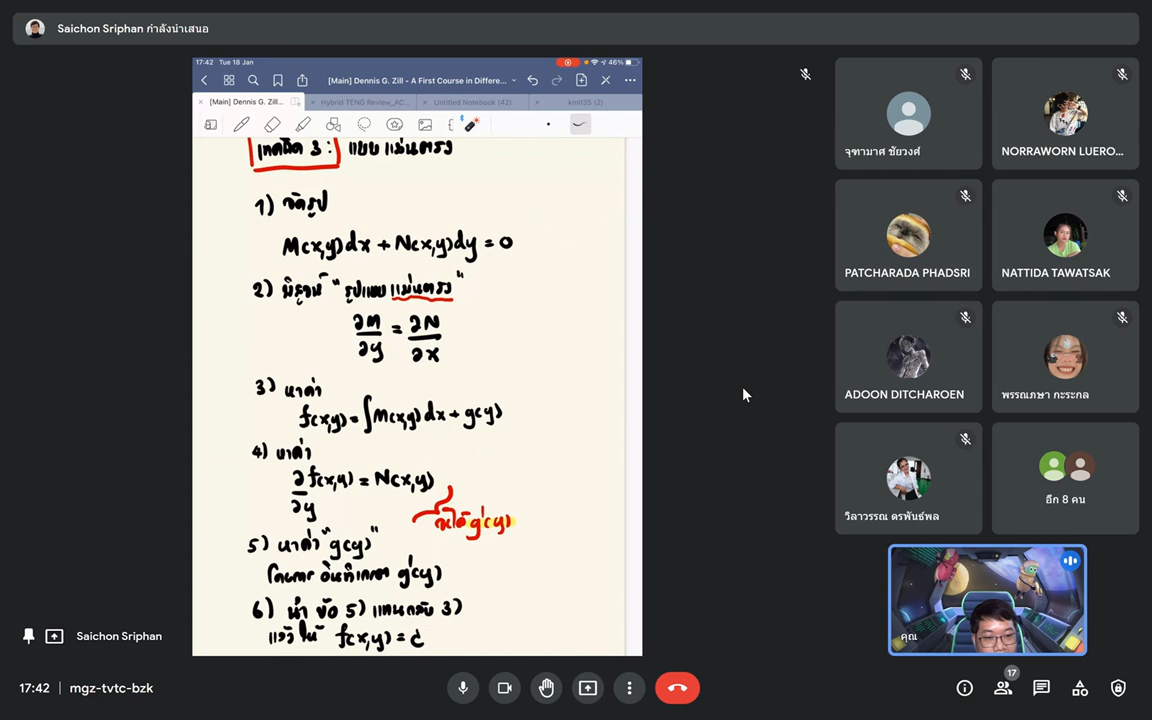 Saichon Sriphan กำลังนำเสนอ
17:42 Tue 18 Jan
46%
[Main] Dennis G. Zill - A First Course in Differe...
[Main] Dennis G. Zill...
Hybrid TENG Review_AC...
Untitled Notebook (42)
kmit35 (2)
เทคนิค 3: แบบแม่นตรง
1) จัดรูป
M(x,y)dx + N(x,y)dy = 0
2) พิสูจน์ "รูปแบบแม่นตรง"
∂M/∂y = ∂N/∂x
3) หาค่า
f(x,y) = ∫M(x,y)dx + g(y)
4) หาค่า
∂/∂y f(x,y) = N(x,y)
จะได้ g'(y)
5) หาค่า "g(y)"
โดยการ อินทิเกรต g'(y)
6) นำ ข้อ 5) แทนกลับ 3)
แล้วให้ f(x,y) = c
จุฑามาศ ชัยวงศ์
NORRAWORN LUERO...
PATCHARADA PHADSRI
NATTIDA TAWATSAK
ADOON DITCHAROEN
พรรณภษา กะระกล
วิลาวรรณ ดรพันธ์พล
อีก 8 คน
คุณ
Saichon Sriphan
17:42 | mgz-tvtc-bzk
17